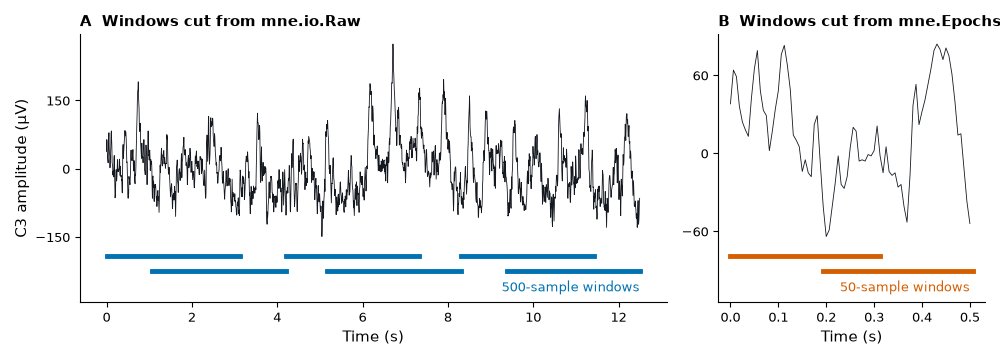 A  Windows cut from mne.io.Raw
C3 amplitude (µV)
150
0
−150
500-sample windows
0 2 4 6 8 10 12
Time (s)
B  Windows cut from mne.Epochs
60
0
−60
50-sample windows
0.0 0.1 0.2 0.3 0.4 0.5
Time (s)